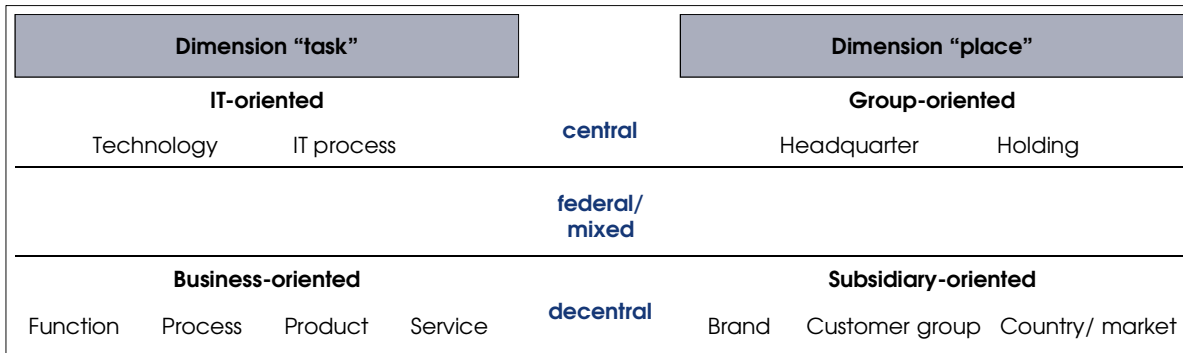 Dimension “task” Dimension “place”
IT-oriented Group-oriented
central
Technology IT process Headquarter Holding
federal/
mixed
Business-oriented Subsidiary-oriented
decentral
Function Process Product Service Brand Customer group Country/ market